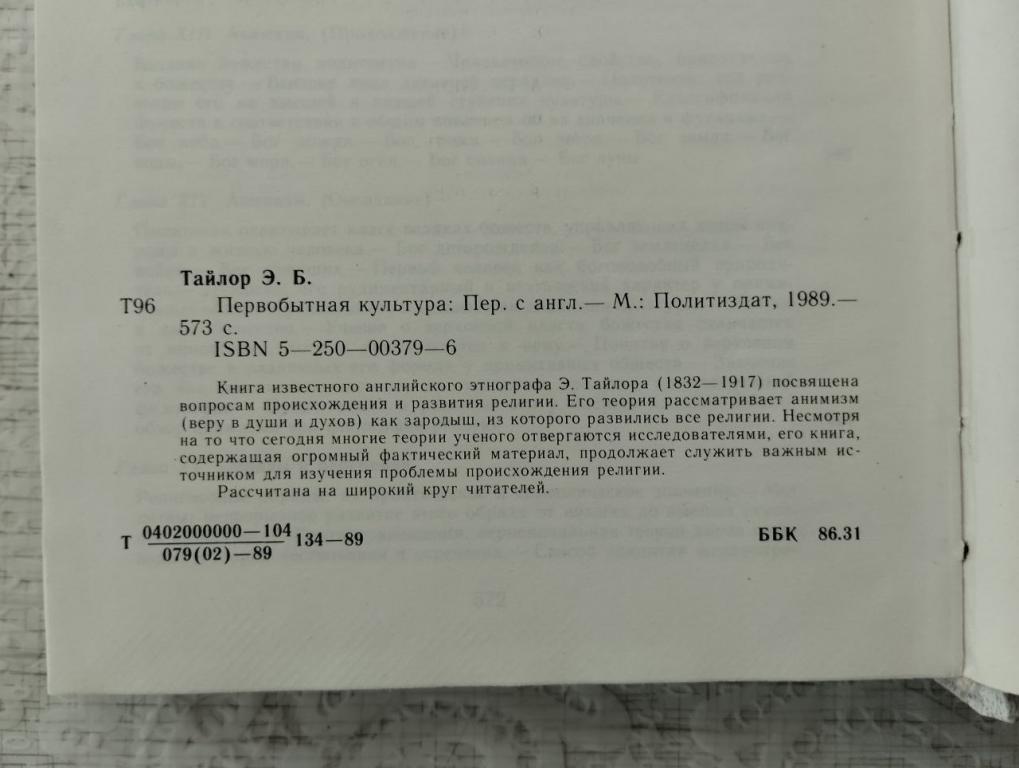 Тайлор Э. Б.
Т96 Первобытная культура: Пер. с англ.— М.: Политиздат, 1989.—
573 с.
ISBN 5—250—00379—6
Книга известного английского этнографа Э. Тайлора (1832—1917) посвящена
вопросам происхождения и развития религии. Его теория рассматривает анимизм
(веру в души и духов) как зародыш, из которого развились все религии. Несмотря
на то что сегодня многие теории ученого отвергаются исследователями, его книга,
содержащая огромный фактический материал, продолжает служить важным ис-
точником для изучения проблемы происхождения религии.
Рассчитана на широкий круг читателей.
Т 0402000000—104 134—89 ББК 86.31
079(02)—89
572